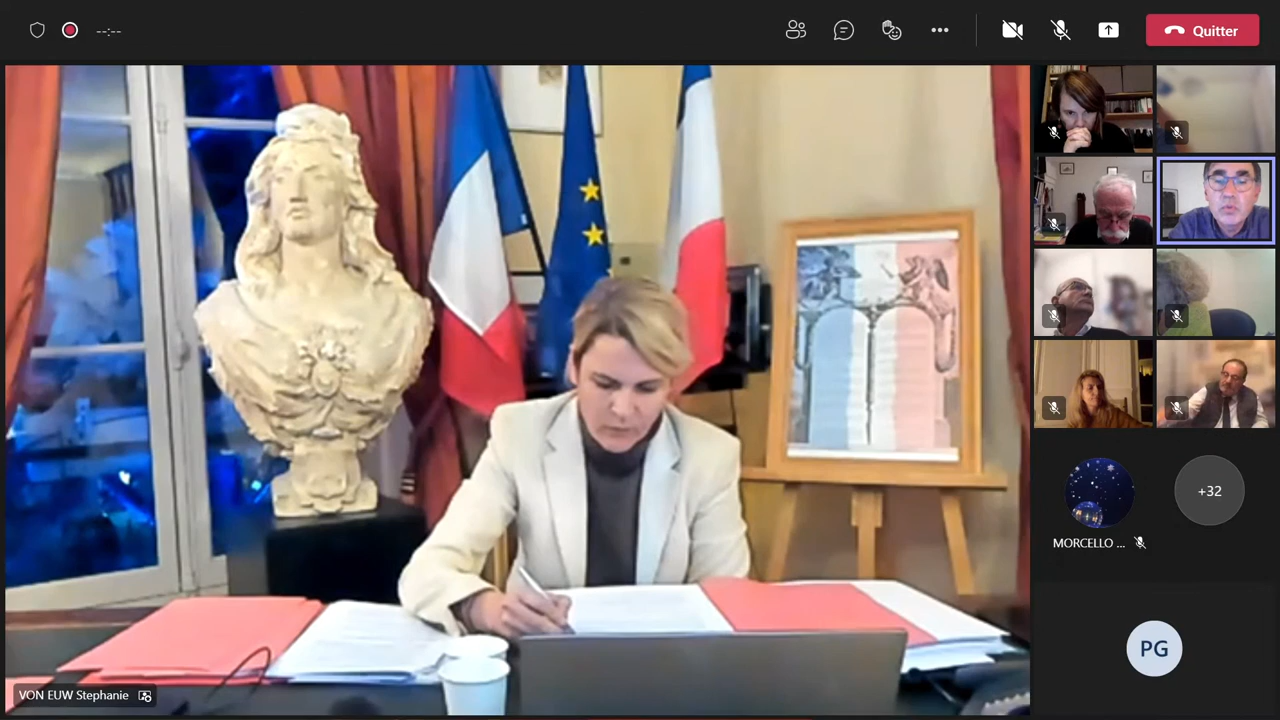 --:--
Quitter
MORCELLO ...
+32
PG
VON EUW Stephanie